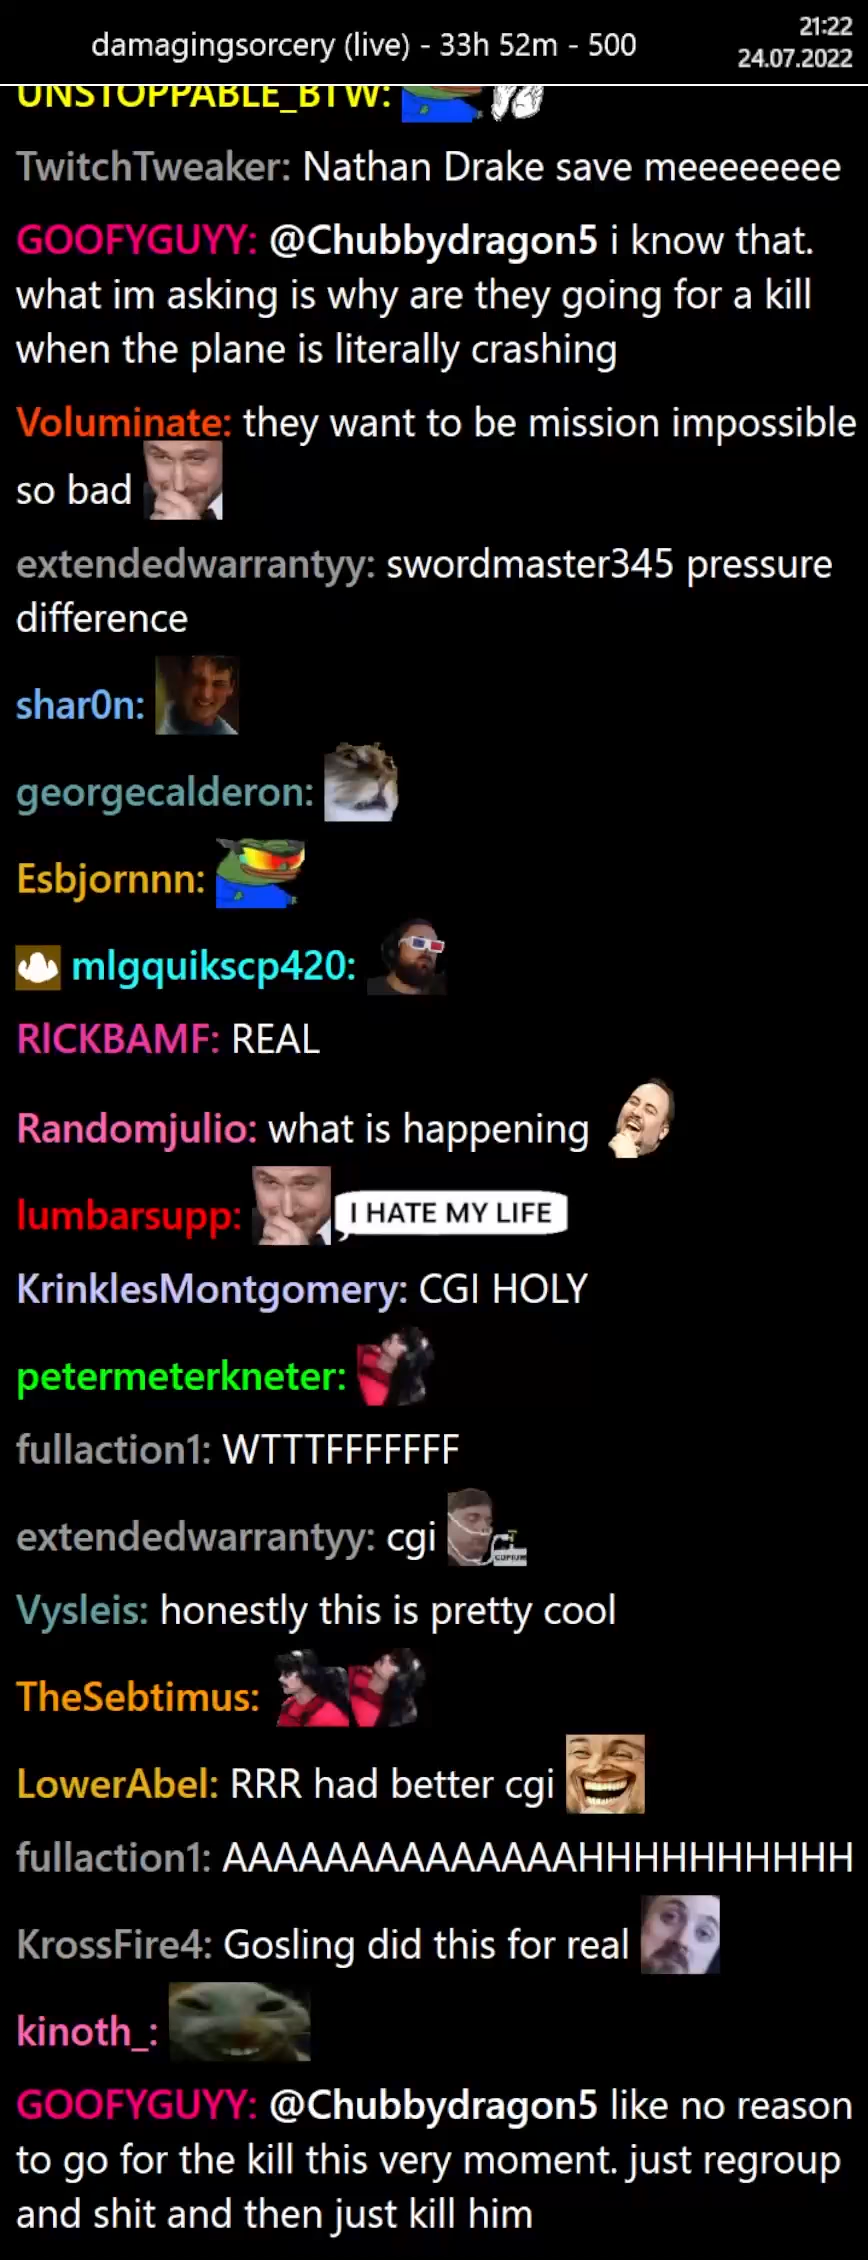 damagingsorcery (live) - 33h 52m - 500
21:22
24.07.2022
UNSTOPPABLE_BTW:
TwitchTweaker: Nathan Drake save meeeeeeee
GOOFYGUYY: @Chubbydragon5 i know that.
what im asking is why are they going for a kill
when the plane is literally crashing
Voluminate: they want to be mission impossible
so bad
extendedwarrantyy: swordmaster345 pressure
difference
shar0n:
georgecalderon:
Esbjornnn:
mlgquikscp420:
RICKBAMF: REAL
Randomjulio: what is happening
lumbarsupp: I HATE MY LIFE
KrinklesMontgomery: CGI HOLY
petermeterkneter:
fullaction1: WTTTFFFFFFF
extendedwarrantyy: cgi
COPIUM
Vysleis: honestly this is pretty cool
TheSebtimus:
LowerAbel: RRR had better cgi
fullaction1: AAAAAAAAAAAAAAHHHHHHHHHH
KrossFire4: Gosling did this for real
kinoth_:
GOOFYGUYY: @Chubbydragon5 like no reason
to go for the kill this very moment. just regroup
and shit and then just kill him